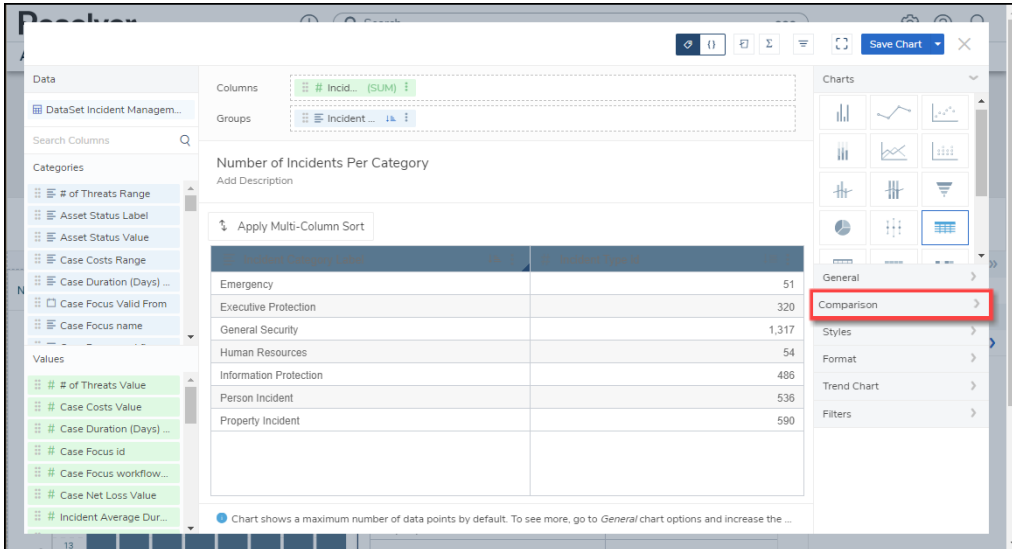 Save Chart
Data
DataSet Incident Managem...
Search Columns
Categories
# of Threats Range
Asset Status Label
Asset Status Value
Case Costs Range
Case Duration (Days) ...
Case Focus Valid From
Case Focus name
Values
# # of Threats Value
# Case Costs Value
# Case Duration (Days) ...
# Case Focus id
# Case Focus workflow...
# Case Net Loss Value
# Incident Average Dur...
Columns # Incid... (SUM)
Groups Incident ...
Number of Incidents Per Category
Add Description
Apply Multi-Column Sort
Emergency 51
Executive Protection 320
General Security 1,317
Human Resources 54
Information Protection 486
Person Incident 536
Property Incident 590
Chart shows a maximum number of data points by default. To see more, go to General chart options and increase the ...
Charts
General
Comparison
Styles
Format
Trend Chart
Filters
13